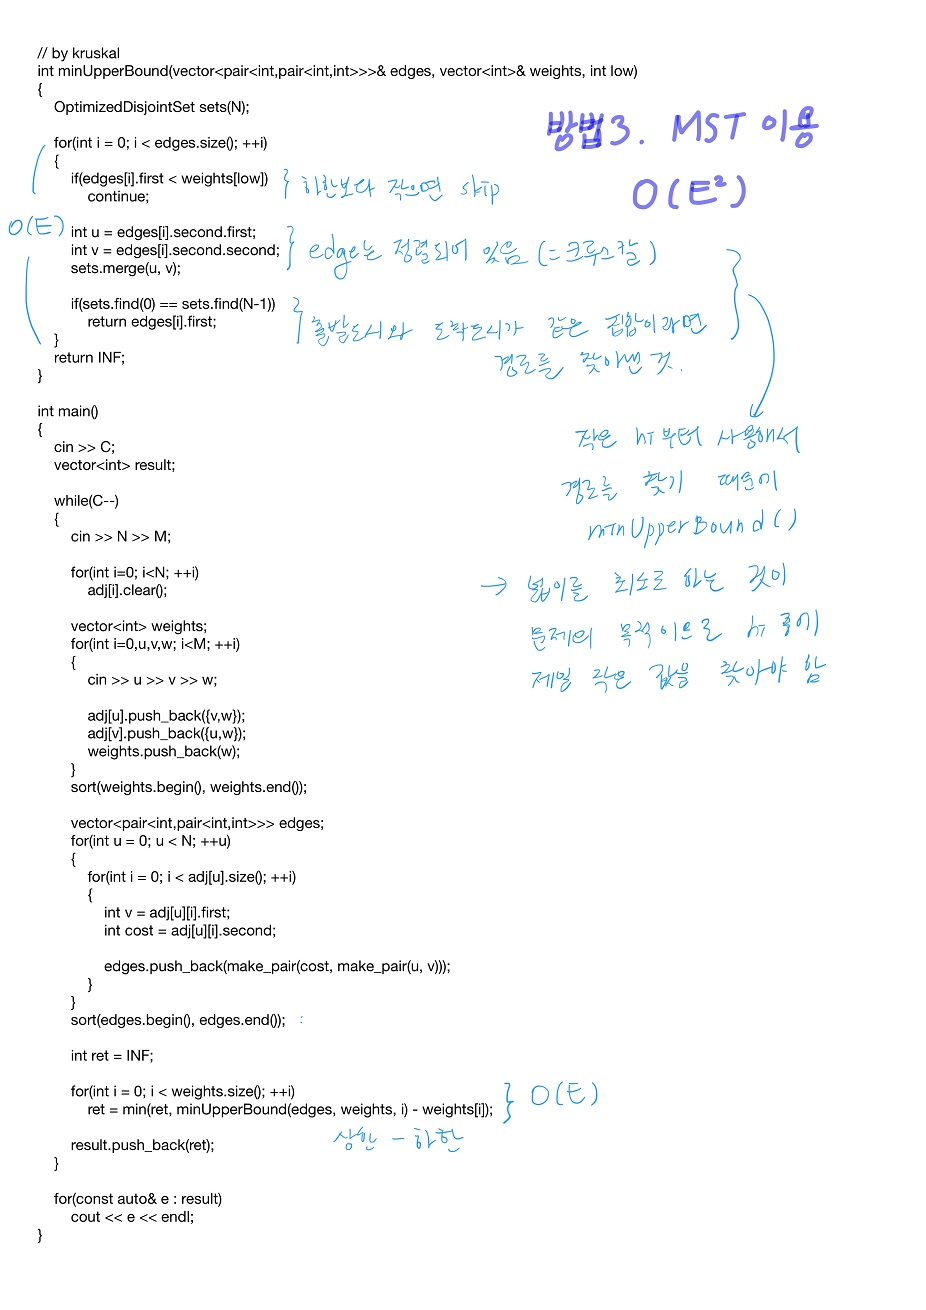 // by kruskal
int minUpperBound(vector<pair<int,pair<int,int>>>& edges, vector<int>& weights, int low)
{
OptimizedDisjointSet sets(N);
방법3. MST 이용
O(E²)
for(int i = 0; i < edges.size(); ++i)
{
if(edges[i].first < weights[low])
continue;
} 하한보다 작으면 skip
O(E)
int u = edges[i].second.first;
int v = edges[i].second.second;
sets.merge(u, v);
} edge는 정렬되어 있음 (= 크루스칼)
if(sets.find(0) == sets.find(N-1))
return edges[i].first;
} 출발도시와 도착도시가 같은 집합이라면
경로를 찾아낸 것.
}
return INF;
}
작은 hi부터 사용해서
경로를 찾기 때문에
minUpperBound()
→ 넓이를 최소로 하는 것이
문제의 목적이므로 hi 중에
제일 작은 값을 찾아야 함
int main()
{
cin >> C;
vector<int> result;
while(C--)
{
cin >> N >> M;
for(int i=0; i<N; ++i)
adj[i].clear();
vector<int> weights;
for(int i=0,u,v,w; i<M; ++i)
{
cin >> u >> v >> w;
adj[u].push_back({v,w});
adj[v].push_back({u,w});
weights.push_back(w);
}
sort(weights.begin(), weights.end());
vector<pair<int,pair<int,int>>> edges;
for(int u = 0; u < N; ++u)
{
for(int i = 0; i < adj[u].size(); ++i)
{
int v = adj[u][i].first;
int cost = adj[u][i].second;
edges.push_back(make_pair(cost, make_pair(u, v)));
}
}
sort(edges.begin(), edges.end()); :
int ret = INF;
for(int i = 0; i < weights.size(); ++i)
ret = min(ret, minUpperBound(edges, weights, i) - weights[i]);
} O(E)
상한 - 하한
result.push_back(ret);
}
for(const auto& e : result)
cout << e << endl;
}